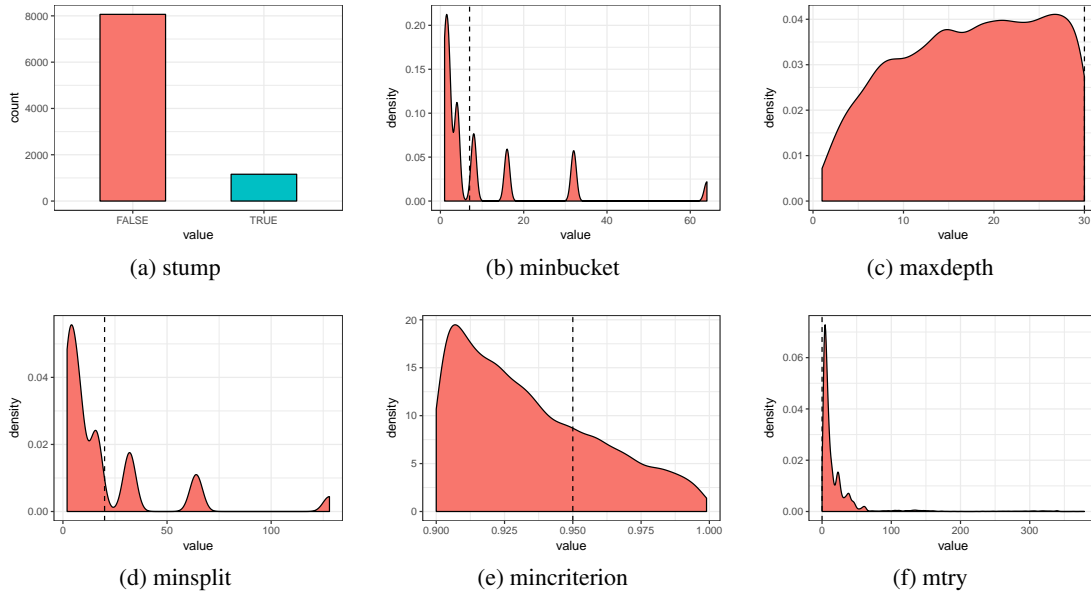 8000
6000
4000
2000
0
count
FALSE
TRUE
value
(a) stump
0.20
0.15
0.10
0.05
0.00
density
0
20
40
60
value
(b) minbucket
0.04
0.03
0.02
0.01
0.00
density
0
10
20
30
value
(c) maxdepth
0.04
0.02
0.00
density
0
50
100
value
(d) minsplit
20
15
10
5
0
density
0.900
0.925
0.950
0.975
1.000
value
(e) mincriterion
0.06
0.04
0.02
0.00
density
0
100
200
300
value
(f) mtry